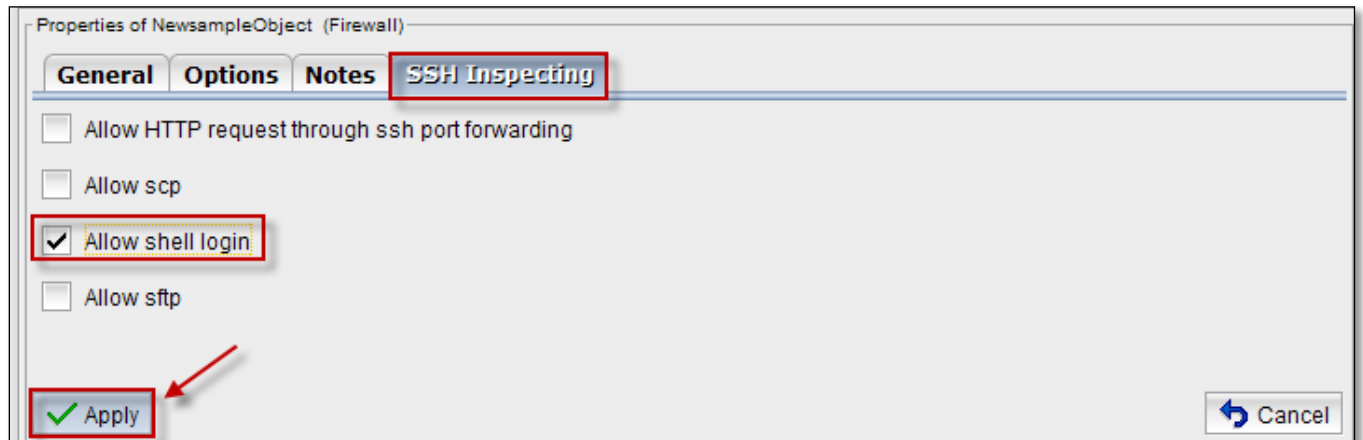 Properties of NewsampleObject (Firewall)
General Options Notes SSH Inspecting
Allow HTTP request through ssh port forwarding
Allow scp
Allow shell login
Allow sftp
Apply Cancel